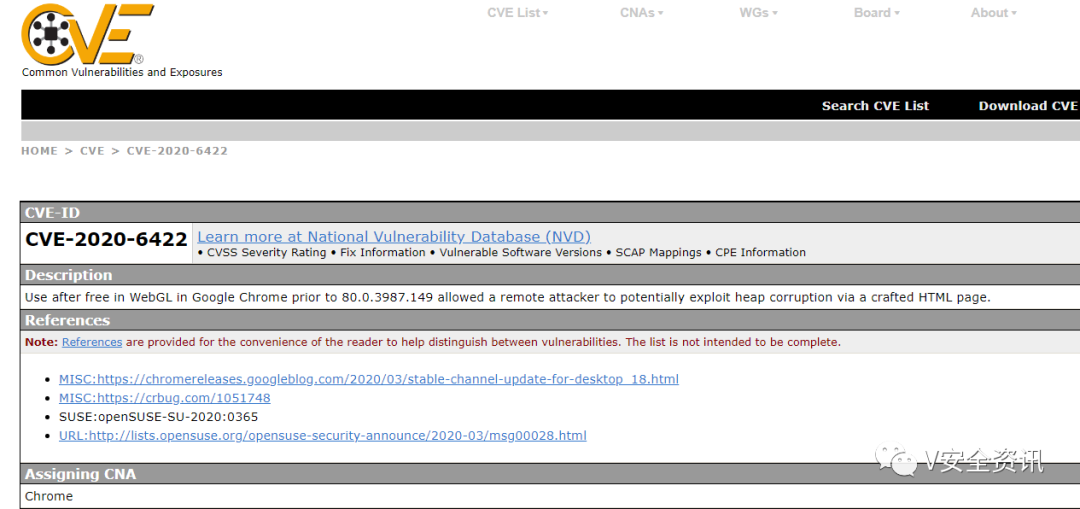 CVE®
Common Vulnerabilities and Exposures
CVE List▾ CNAs▾ WGs▾ Board▾ About▾
Search CVE List Download CVE
HOME > CVE > CVE-2020-6422
CVE-ID
CVE-2020-6422
Learn more at National Vulnerability Database (NVD)
• CVSS Severity Rating • Fix Information • Vulnerable Software Versions • SCAP Mappings • CPE Information
Description
Use after free in WebGL in Google Chrome prior to 80.0.3987.149 allowed a remote attacker to potentially exploit heap corruption via a crafted HTML page.
References
Note: References are provided for the convenience of the reader to help distinguish between vulnerabilities. The list is not intended to be complete.
• MISC:https://chromereleases.googleblog.com/2020/03/stable-channel-update-for-desktop_18.html
• MISC:https://crbug.com/1051748
• SUSE:openSUSE-SU-2020:0365
• URL:http://lists.opensuse.org/opensuse-security-announce/2020-03/msg00028.html
V安全资讯
Assigning CNA
Chrome